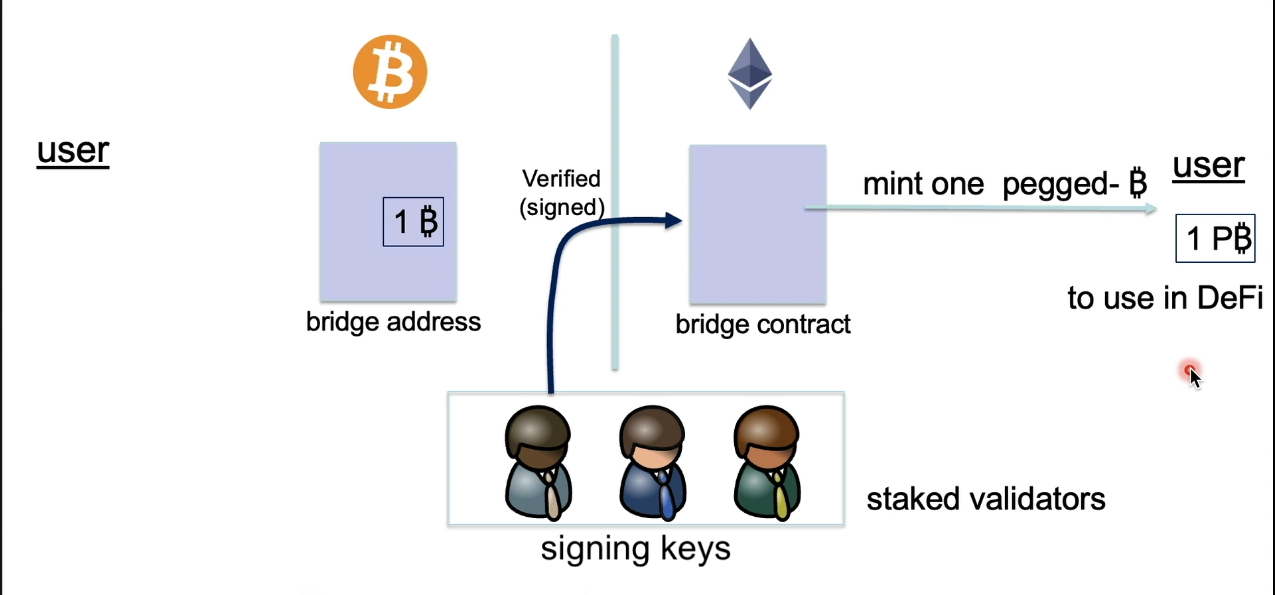 user
1 ₿
bridge address
Verified
(signed)
bridge contract
mint one pegged- ₿
user
1 P₿
to use in DeFi
staked validators
signing keys